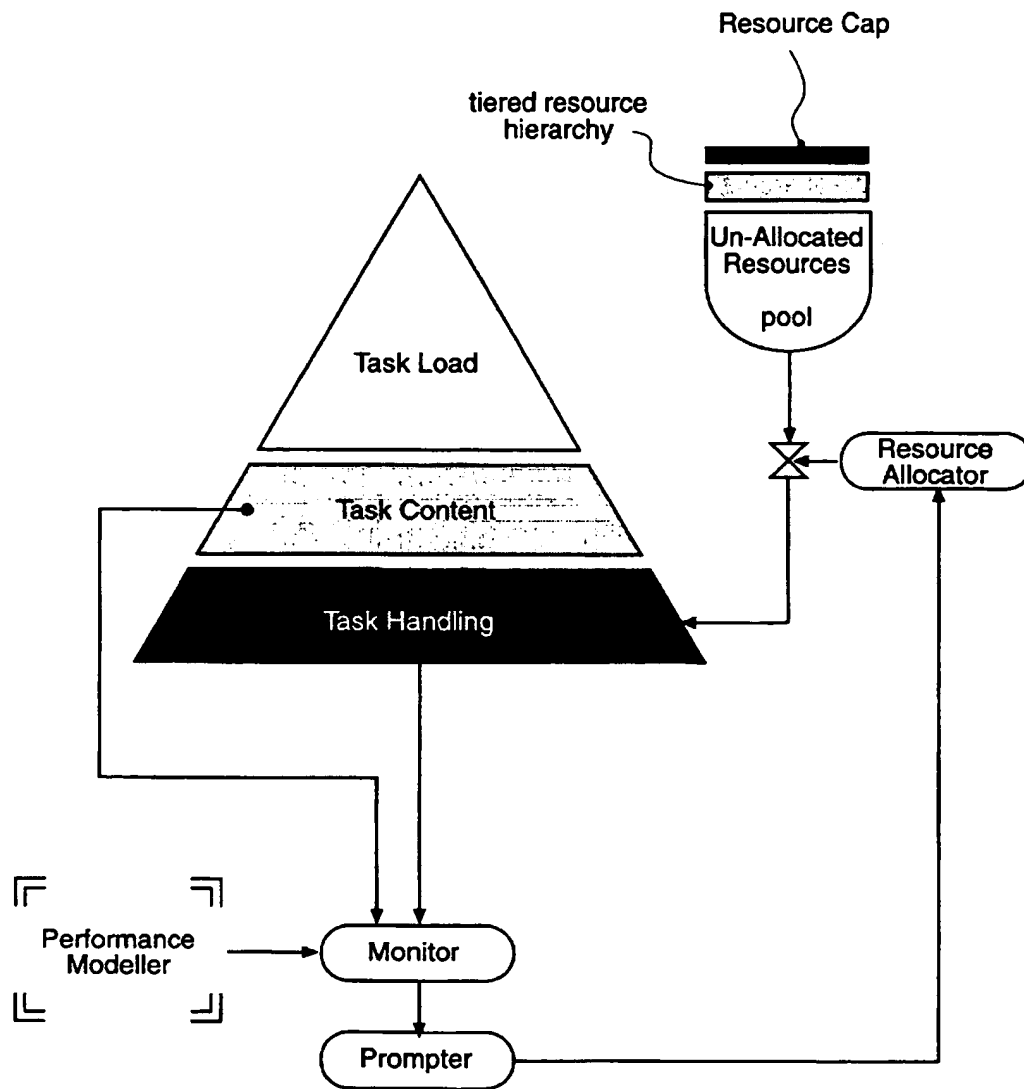 Resource Cap
tiered resource
hierarchy
Un-Allocated
Resources
pool
Task Load
Resource
Allocator
Task Content
Task Handling
Performance
Modeller
Monitor
Prompter